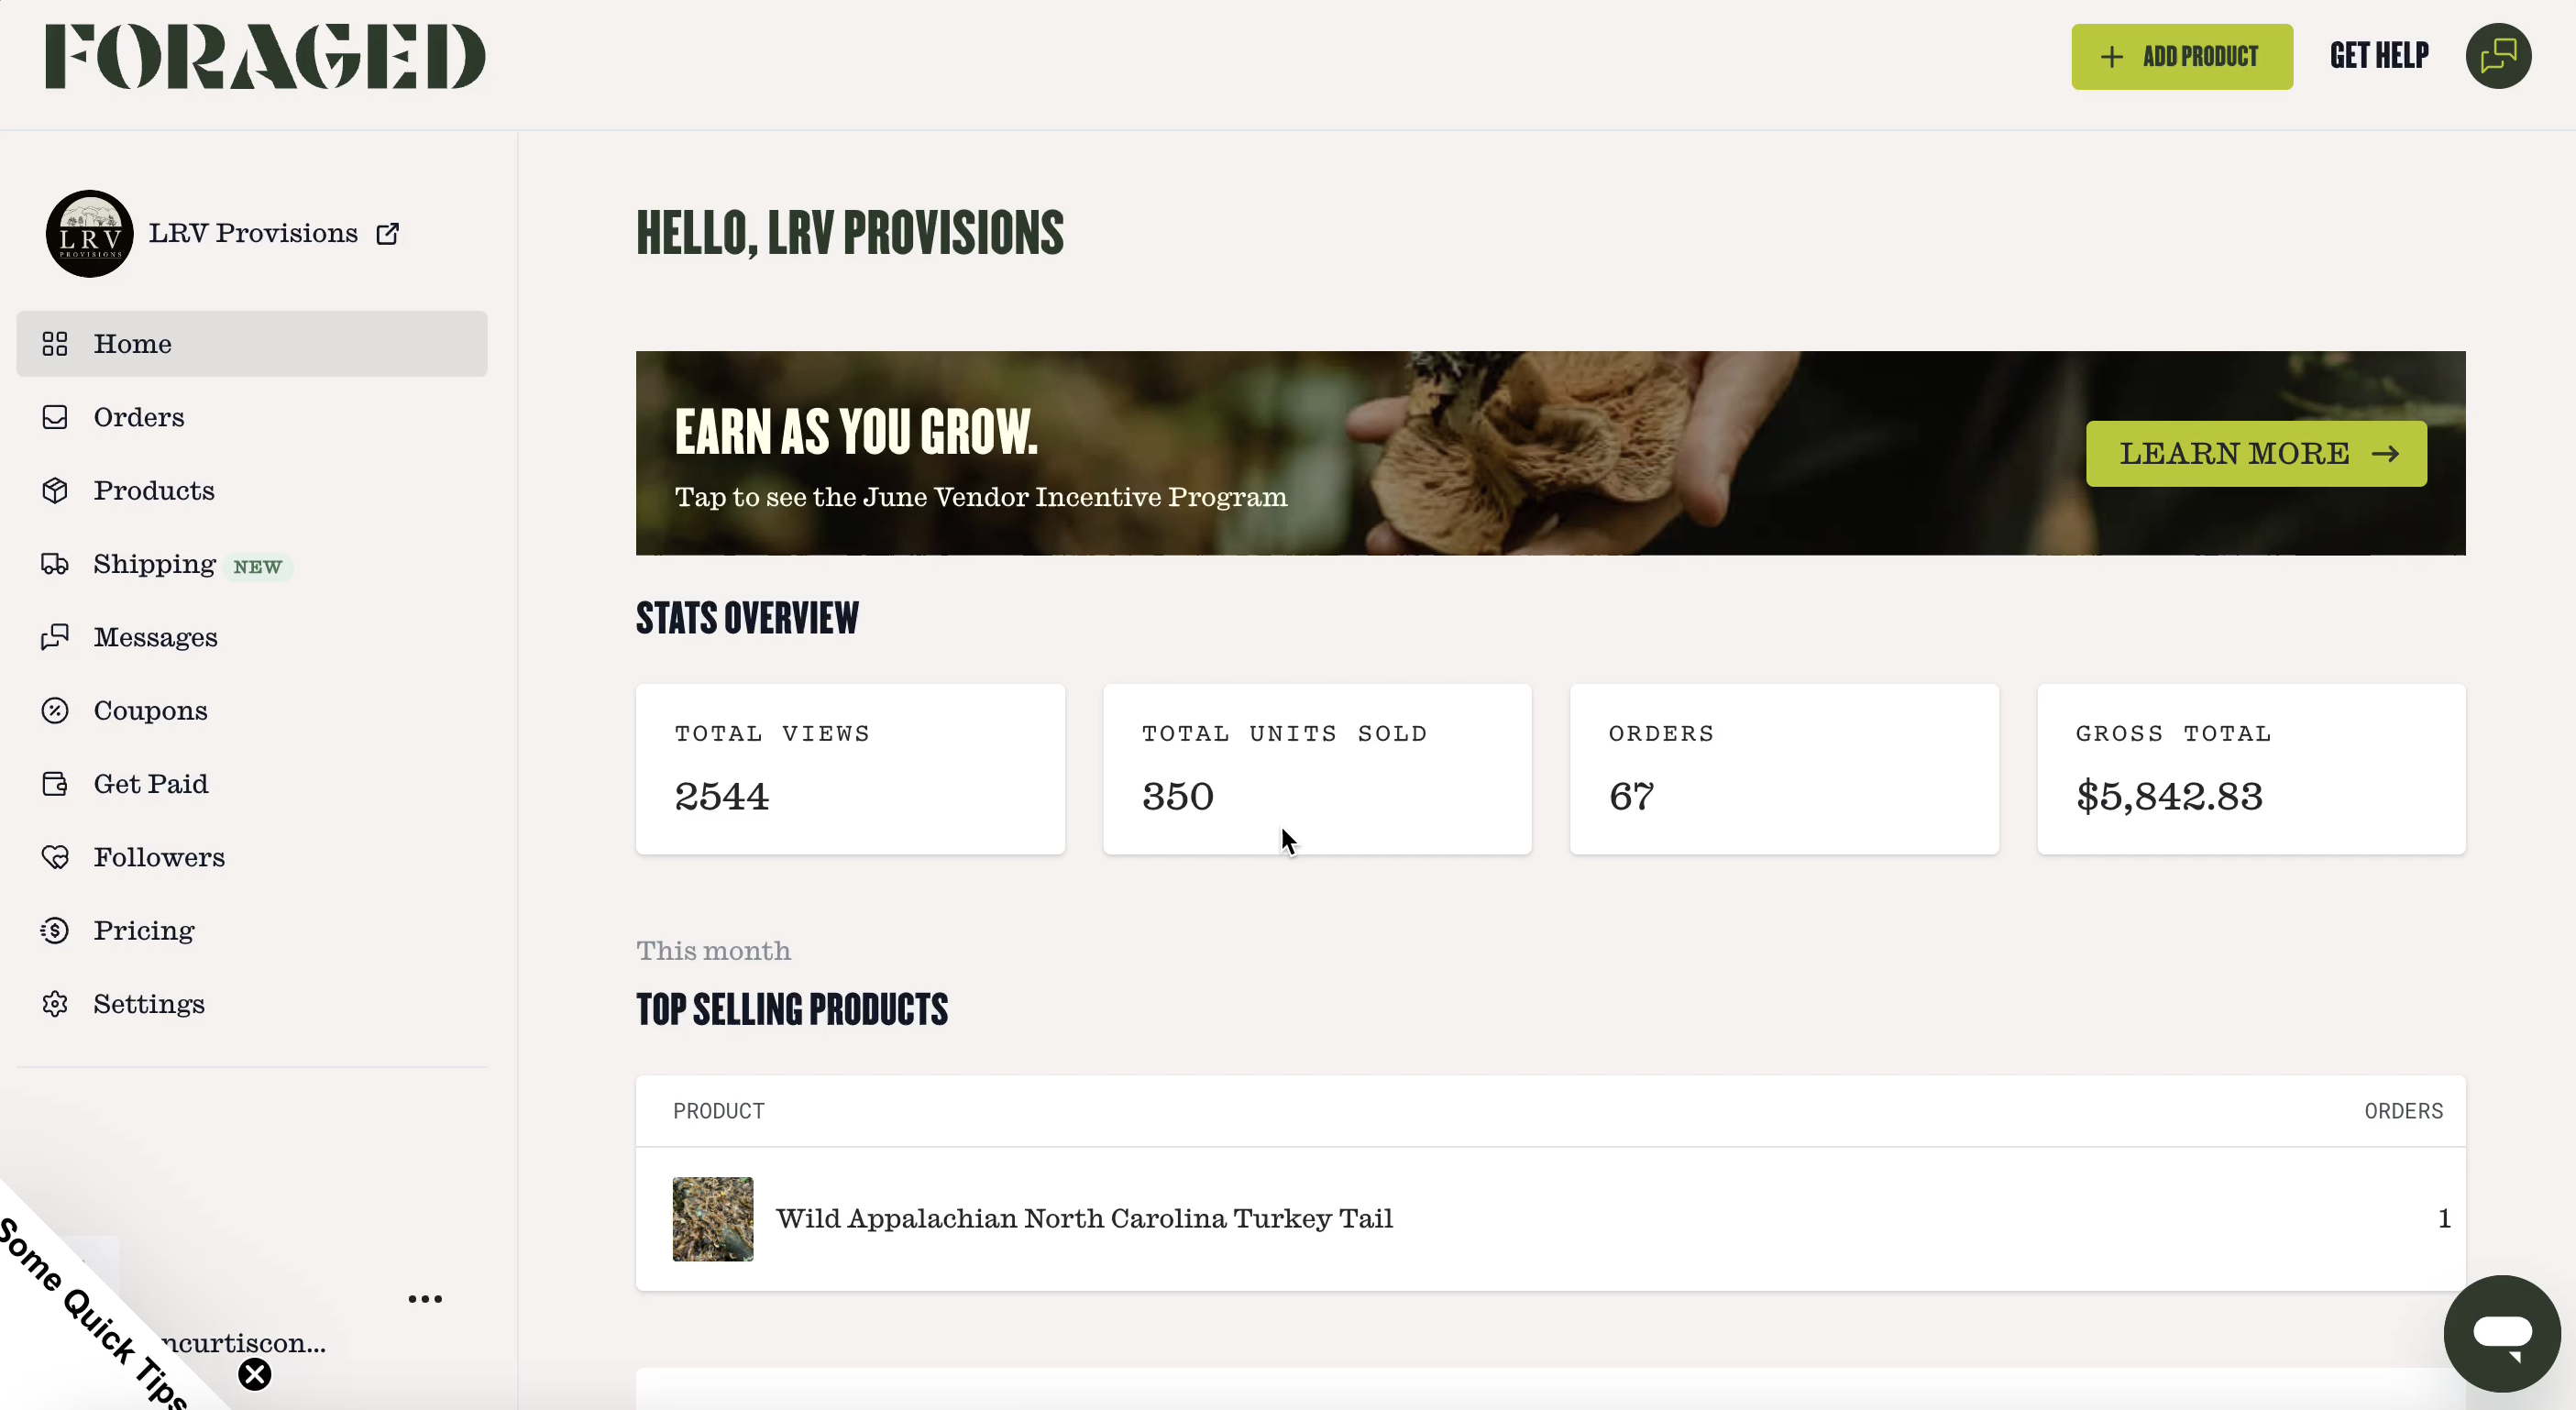 FORAGED
+ ADD PRODUCT
GET HELP
LRV
PROVISIONS
LRV Provisions
Home
Orders
Products
Shipping NEW
Messages
Coupons
Get Paid
Followers
Pricing
Settings
...
ncurtiscon...
Some Quick Tips
HELLO, LRV PROVISIONS
EARN AS YOU GROW.
Tap to see the June Vendor Incentive Program
LEARN MORE →
STATS OVERVIEW
TOTAL VIEWS
2544
TOTAL UNITS SOLD
350
ORDERS
67
GROSS TOTAL
$5,842.83
This month
TOP SELLING PRODUCTS
PRODUCT ORDERS
Wild Appalachian North Carolina Turkey Tail 1